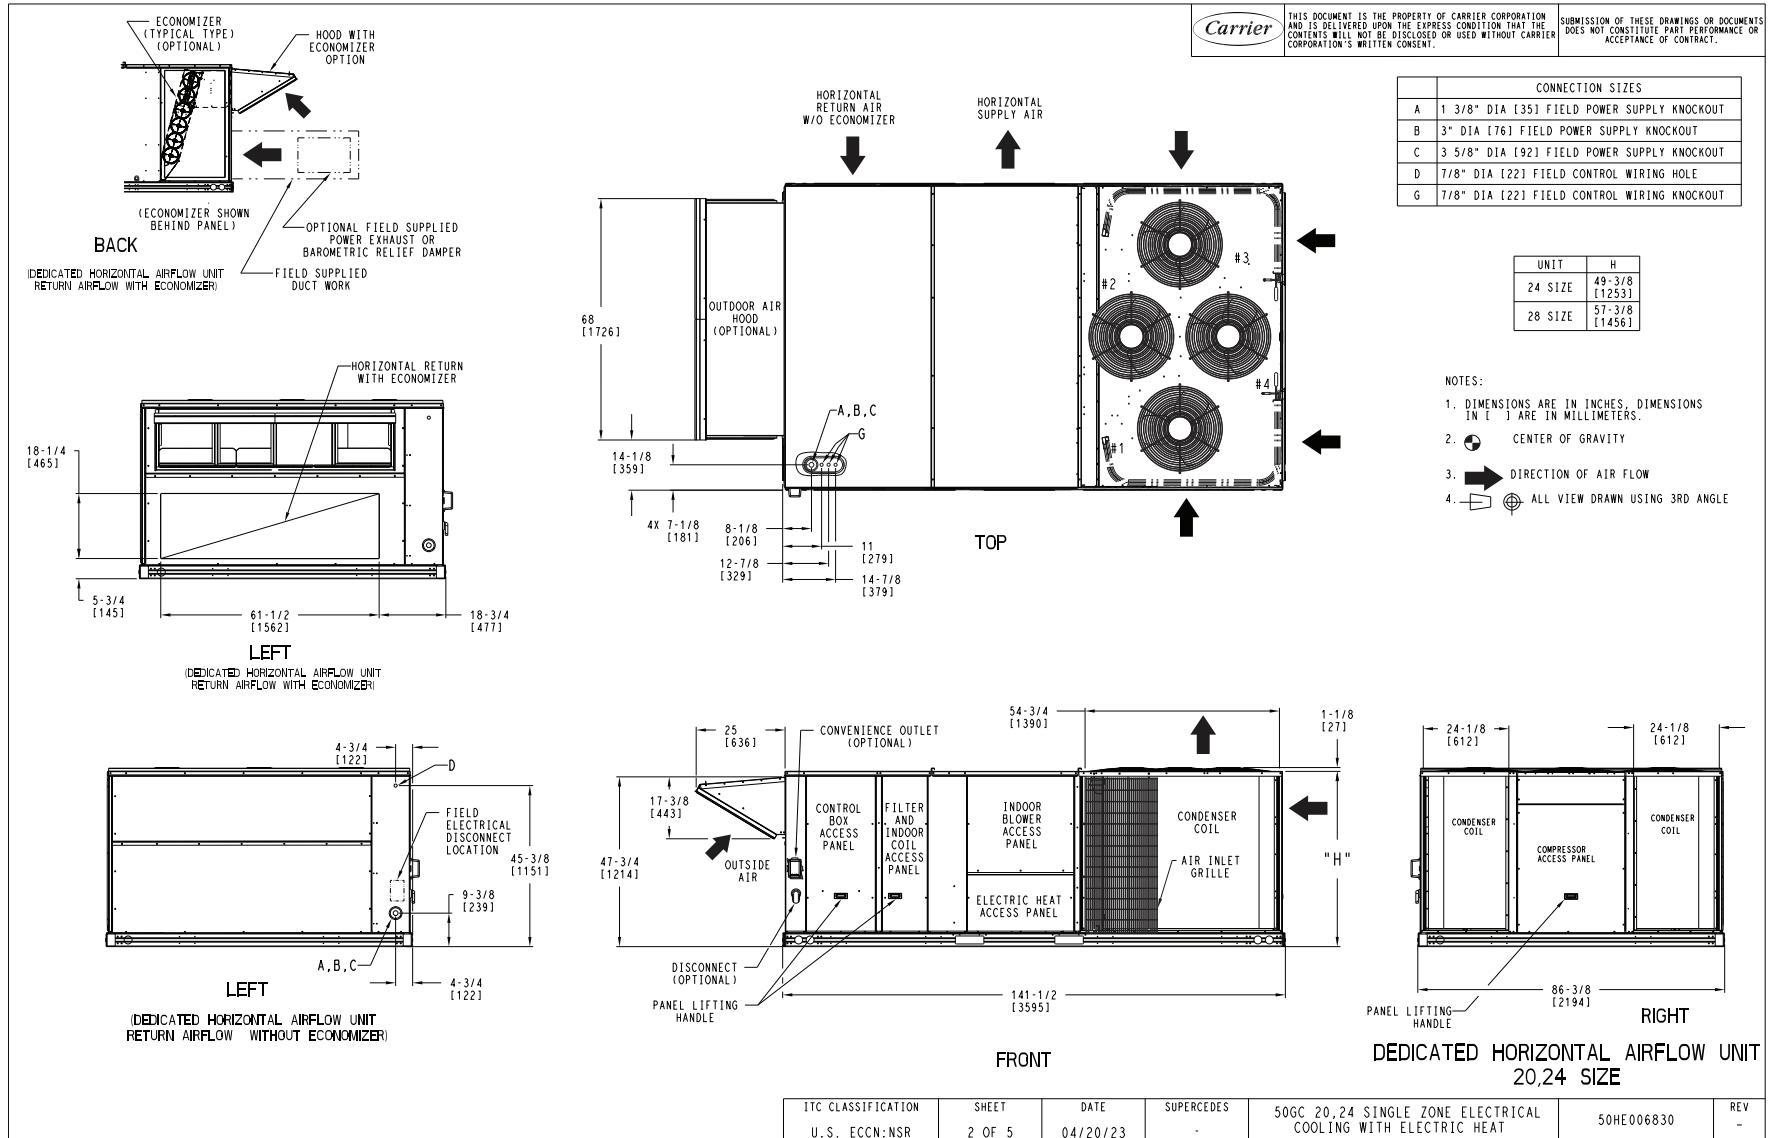 Carrier
THIS DOCUMENT IS THE PROPERTY OF CARRIER CORPORATION
AND IS DELIVERED UPON THE EXPRESS CONDITION THAT THE
CONTENTS WILL NOT BE DISCLOSED OR USED WITHOUT CARRIER
CORPORATION'S WRITTEN CONSENT.
SUBMISSION OF THESE DRAWINGS OR DOCUMENTS
DOES NOT CONSTITUTE PART PERFORMANCE OR
ACCEPTANCE OF CONTRACT.
ECONOMIZER
(TYPICAL TYPE)
(OPTIONAL)
HOOD WITH
ECONOMIZER
OPTION
(ECONOMIZER SHOWN
BEHIND PANEL)
OPTIONAL FIELD SUPPLIED
POWER EXHAUST OR
BAROMETRIC RELIEF DAMPER
FIELD SUPPLIED
DUCT WORK
BACK
(DEDICATED HORIZONTAL AIRFLOW UNIT
RETURN AIRFLOW WITH ECONOMIZER)
HORIZONTAL
RETURN AIR
W/O ECONOMIZER
HORIZONTAL
SUPPLY AIR
OUTDOOR AIR
HOOD
(OPTIONAL)
68
[1726]
#3
#2
#4
#1
A,B,C
G
14-1/8
[359]
4X 7-1/8
[181]
8-1/8
[206]
11
[279]
12-7/8
[329]
14-7/8
[379]
TOP
CONNECTION SIZES
A 1 3/8" DIA [35] FIELD POWER SUPPLY KNOCKOUT
B 3" DIA [76] FIELD POWER SUPPLY KNOCKOUT
C 3 5/8" DIA [92] FIELD POWER SUPPLY KNOCKOUT
D 7/8" DIA [22] FIELD CONTROL WIRING HOLE
G 7/8" DIA [22] FIELD CONTROL WIRING KNOCKOUT
UNIT H
24 SIZE 49-3/8
[1253]
28 SIZE 57-3/8
[1456]
NOTES:
1. DIMENSIONS ARE IN INCHES, DIMENSIONS
IN [ ] ARE IN MILLIMETERS.
2. CENTER OF GRAVITY
3. DIRECTION OF AIR FLOW
4. ALL VIEW DRAWN USING 3RD ANGLE
HORIZONTAL RETURN
WITH ECONOMIZER
18-1/4
[465]
5-3/4
[145]
61-1/2
[1562]
18-3/4
[477]
LEFT
(DEDICATED HORIZONTAL AIRFLOW UNIT
RETURN AIRFLOW WITH ECONOMIZER)
4-3/4
[122]
D
FIELD
ELECTRICAL
DISCONNECT
LOCATION
45-3/8
[1151]
9-3/8
[239]
A,B,C
4-3/4
[122]
LEFT
(DEDICATED HORIZONTAL AIRFLOW UNIT
RETURN AIRFLOW WITHOUT ECONOMIZER)
25
[636]
CONVENIENCE OUTLET
(OPTIONAL)
54-3/4
[1390]
1-1/8
[27]
17-3/8
[443]
47-3/4
[1214]
OUTSIDE
AIR
CONTROL
BOX
ACCESS
PANEL
FILTER
AND
INDOOR
COIL
ACCESS
PANEL
INDOOR
BLOWER
ACCESS
PANEL
ELECTRIC HEAT
ACCESS PANEL
CONDENSER
COIL
AIR INLET
GRILLE
"H"
DISCONNECT
(OPTIONAL)
PANEL LIFTING
HANDLE
141-1/2
[3595]
FRONT
24-1/8
[612]
24-1/8
[612]
CONDENSER
COIL
COMPRESSOR
ACCESS PANEL
CONDENSER
COIL
86-3/8
[2194]
PANEL LIFTING
HANDLE
RIGHT
DEDICATED HORIZONTAL AIRFLOW UNIT
20,24 SIZE
ITC CLASSIFICATION
U.S. ECCN:NSR
SHEET
2 OF 5
DATE
04/20/23
SUPERCEDES
-
50GC 20,24 SINGLE ZONE ELECTRICAL
COOLING WITH ELECTRIC HEAT
50HE006830
REV
-